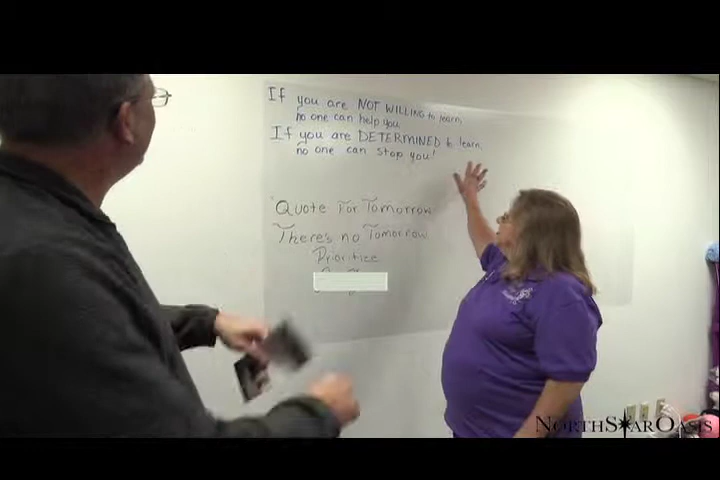 If you are NOT WILLING to learn,
no one can help you
If you are DETERMINED to learn,
no one can stop you!
Quote For Tomorrow
There's no Tomorrow
Prioritize
NORTHSTAROASIS